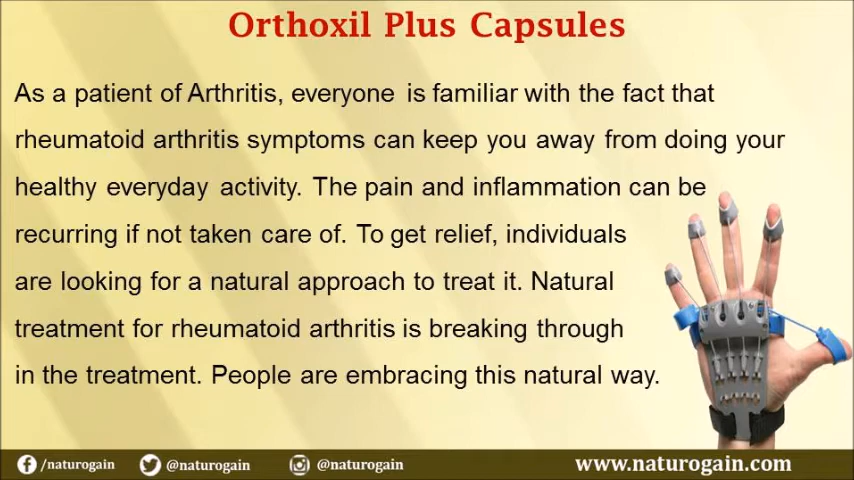 Orthoxil Plus Capsules
As a patient of Arthritis, everyone is familiar with the fact that
rheumatoid arthritis symptoms can keep you away from doing your
healthy everyday activity. The pain and inflammation can be
recurring if not taken care of. To get relief, individuals
are looking for a natural approach to treat it. Natural
treatment for rheumatoid arthritis is breaking through
in the treatment. People are embracing this natural way.
/naturogain @naturogain @naturogain www.naturogain.com